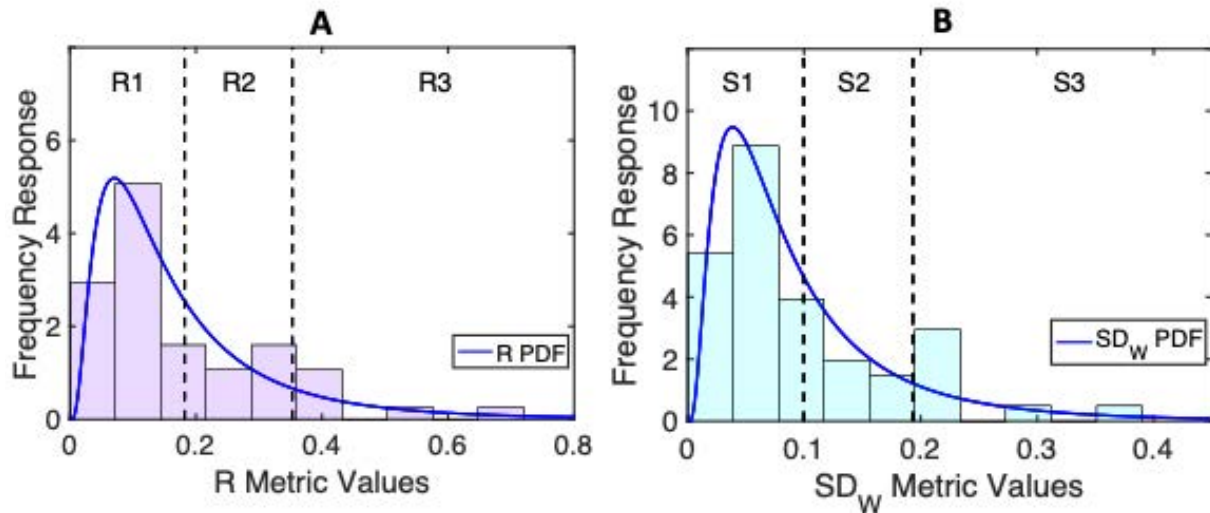 A
R1 R2 R3
6
4
2
0
Frequency Response
R PDF
0 0.2 0.4 0.6 0.8
R Metric Values
B
S1 S2 S3
10
8
6
4
2
0
Frequency Response
SD_W PDF
0 0.1 0.2 0.3 0.4
SD_W Metric Values